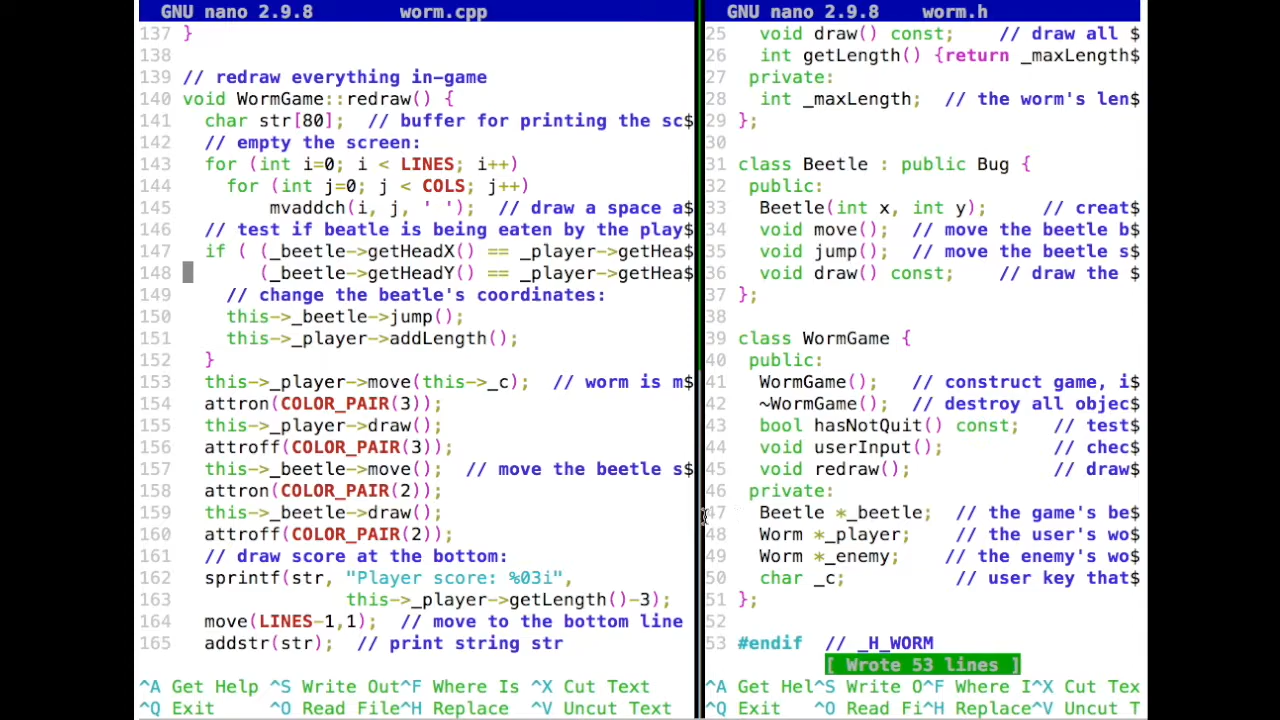 GNU nano 2.9.8 worm.cpp
137 }
138
139 // redraw everything in-game
140 void WormGame::redraw() {
141 char str[80]; // buffer for printing the sc$
142 // empty the screen:
143 for (int i=0; i < LINES; i++)
144 for (int j=0; j < COLS; j++)
145 mvaddch(i, j, ' '); // draw a space a$
146 // test if beatle is being eaten by the play$
147 if ( (_beetle->getHeadX() == _player->getHea$
148 (_beetle->getHeadY() == _player->getHea$
149 // change the beatle's coordinates:
150 this->_beetle->jump();
151 this->_player->addLength();
152 }
153 this->_player->move(this->_c); // worm is m$
154 attron(COLOR_PAIR(3));
155 this->_player->draw();
156 attroff(COLOR_PAIR(3));
157 this->_beetle->move(); // move the beetle s$
158 attron(COLOR_PAIR(2));
159 this->_beetle->draw();
160 attroff(COLOR_PAIR(2));
161 // draw score at the bottom:
162 sprintf(str, "Player score: %03i",
163 this->_player->getLength()-3);
164 move(LINES-1,1); // move to the bottom line
165 addstr(str); // print string str
^A Get Help ^S Write Out^F Where Is ^X Cut Text
^Q Exit ^O Read File^H Replace ^V Uncut Text
GNU nano 2.9.8 worm.h
25 void draw() const; // draw all $
26 int getLength() {return _maxLength$
27 private:
28 int _maxLength; // the worm's len$
29 };
30
31 class Beetle : public Bug {
32 public:
33 Beetle(int x, int y); // creat$
34 void move(); // move the beetle b$
35 void jump(); // move the beetle s$
36 void draw() const; // draw the $
37 };
38
39 class WormGame {
40 public:
41 WormGame(); // construct game, i$
42 ~WormGame(); // destroy all objec$
43 bool hasNotQuit() const; // test$
44 void userInput(); // chec$
45 void redraw(); // draw$
46 private:
47 Beetle *_beetle; // the game's be$
48 Worm *_player; // the user's wo$
49 Worm *_enemy; // the enemy's wo$
50 char _c; // user key that$
51 };
52
53 #endif // _H_WORM
[ Wrote 53 lines ]
^A Get Hel^S Write O^F Where I^X Cut Tex
^Q Exit ^O Read Fi^H Replace^V Uncut T